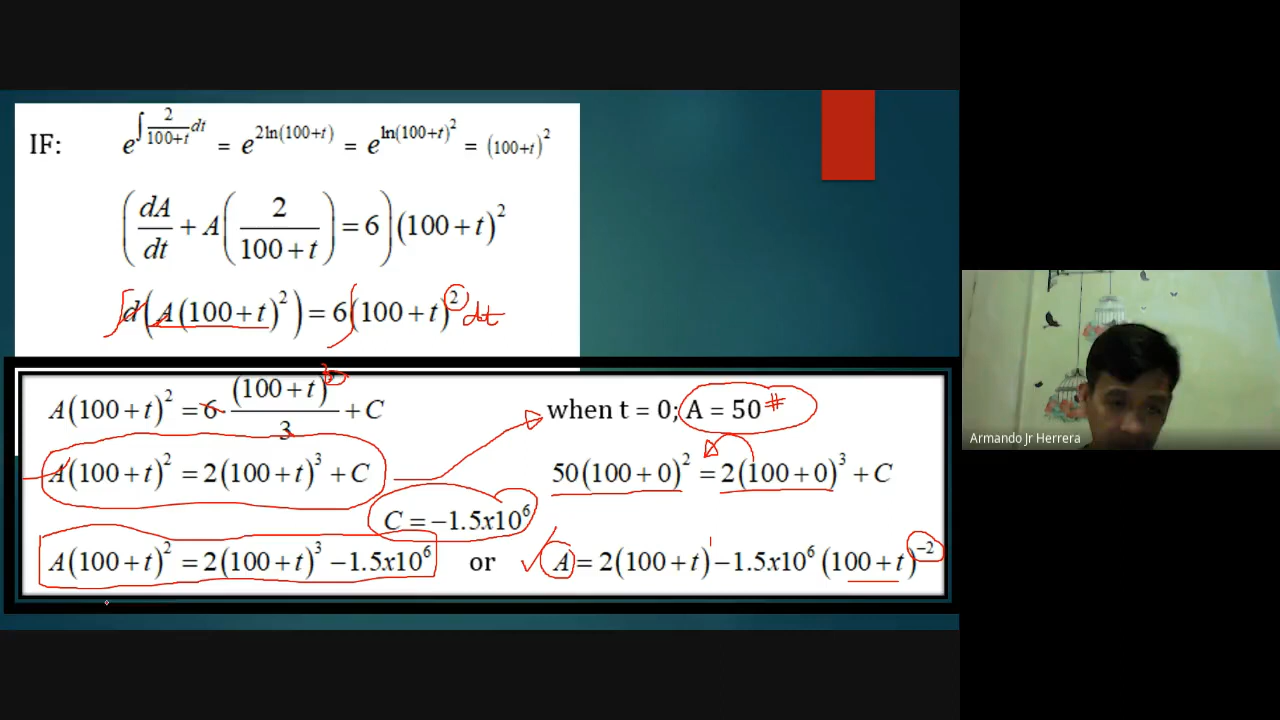 IF: e^{∫ 2/(100+t) dt} = e^{2ln(100+t)} = e^{ln(100+t)^2} = (100+t)^2
(dA/dt + A(2/(100+t)) = 6)(100+t)^2
∫d(A(100+t)^2) = 6∫(100+t)^2 dt
A(100+t)^2 = 6·(100+t)^3/3 + C
A(100+t)^2 = 2(100+t)^3 + C
C = −1.5x10^6
A(100+t)^2 = 2(100+t)^3 − 1.5x10^6 or
when t = 0; A = 50 #
50(100+0)^2 = 2(100+0)^3 + C
A = 2(100+t)^1 − 1.5x10^6 (100+t)^{−2}
Armando Jr Herrera